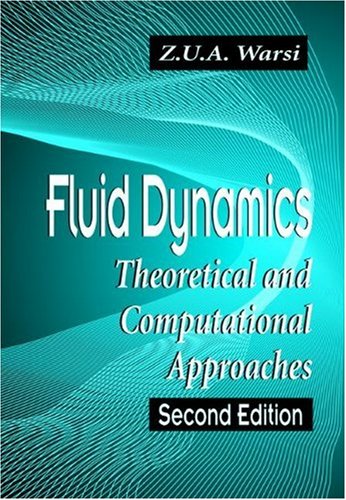 Z.U.A. Warsi
Fluid Dynamics
Theoretical and
Computational
Approaches
Second Edition